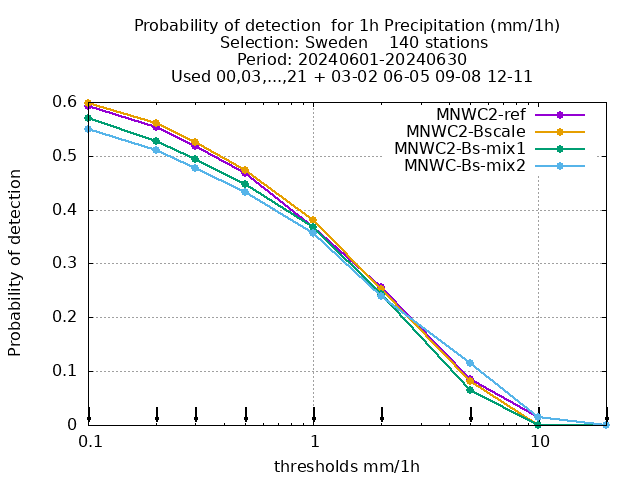 Probability of detection  for 1h Precipitation (mm/1h)
Selection: Sweden    140 stations
Period: 20240601-20240630
Used 00,03,...,21 + 03-02 06-05 09-08 12-11
MNWC2-ref
MNWC2-Bscale
MNWC2-Bs-mix1
MNWC-Bs-mix2
Probability of detection
0.6
0.5
0.4
0.3
0.2
0.1
0
0.1 1 10
thresholds mm/1h